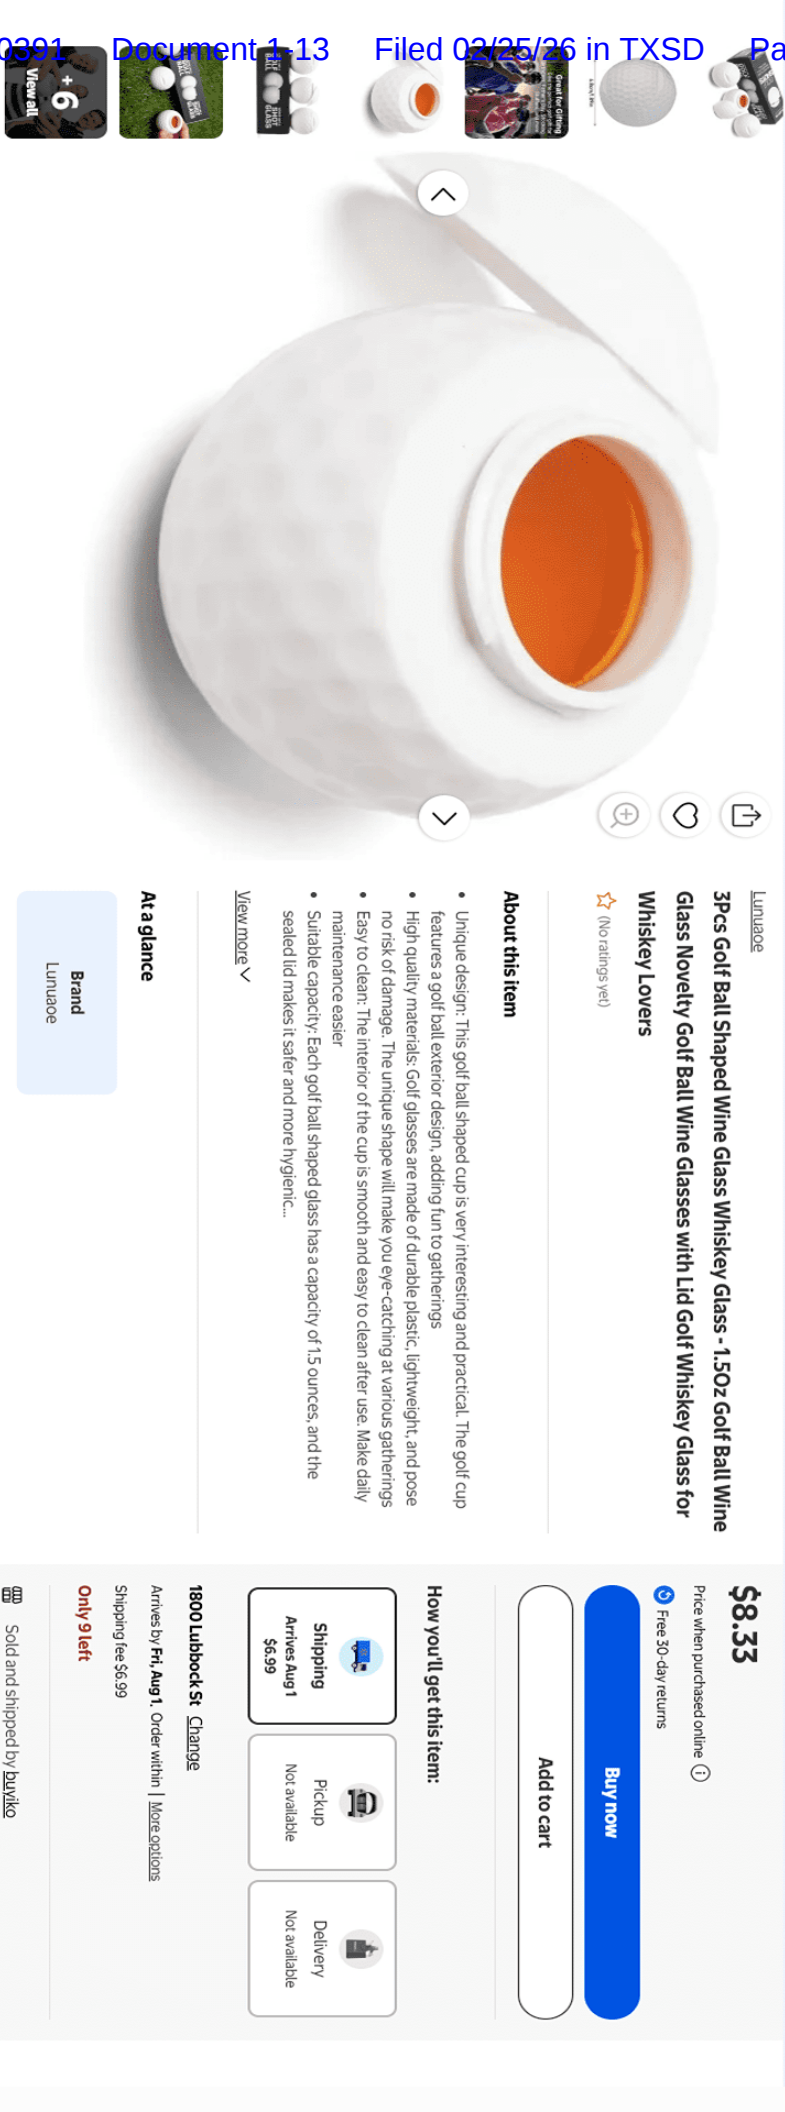 0391 Document 1-13 Filed 02/25/26 in TXSD Pa
Great for Gifting
SHOT
GLASS
+ 6
View all
Lunuaoe
3Pcs Golf Ball Shaped Wine Glass Whiskey Glass - 1.5Oz Golf Ball Wine
Glass Novelty Golf Ball Wine Glasses with Lid Golf Whiskey Glass for
Whiskey Lovers
(No ratings yet)
About this item
• Unique design: This golf ball shaped cup is very interesting and practical. The golf cup
features a golf ball exterior design, adding fun to gatherings
• High quality materials: Golf glasses are made of durable plastic, lightweight, and pose
no risk of damage. The unique shape will make you eye-catching at various gatherings
• Easy to clean: The interior of the cup is smooth and easy to clean after use. Make daily
maintenance easier
• Suitable capacity: Each golf ball shaped glass has a capacity of 1.5 ounces, and the
sealed lid makes it safer and more hygienic...
View more
At a glance
Brand
Lunuaoe
$8.33
Price when purchased online
Free 30-day returns
Buy now
Add to cart
How you'll get this item:
Shipping
Arrives Aug 1
$6.99
Pickup
Not available
Delivery
Not available
1800 Lubbock St Change
Arrives by Fri, Aug 1, Order within | More options
Shipping fee $6.99
Only 9 left
Sold and shipped by buyiko